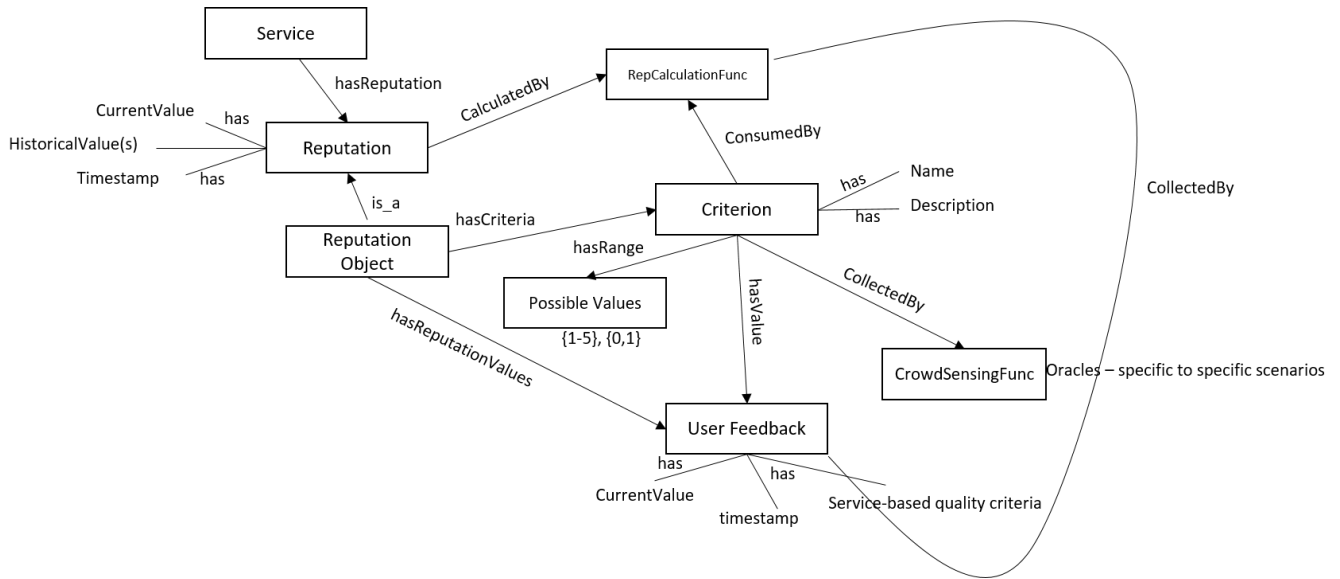 Service
hasReputation
RepCalculationFunc
CalculatedBy
CurrentValue
has
HistoricalValue(s)
Reputation
ConsumedBy
Timestamp
has
is_a
has
Name
CollectedBy
Criterion
has
Description
hasCriteria
Reputation
Object
hasRange
CollectedBy
hasValue
Possible Values
{1-5}, {0,1}
hasReputationValues
CrowdSensingFunc
Oracles – specific to specific scenarios
User Feedback
has
has
CurrentValue
timestamp
Service-based quality criteria